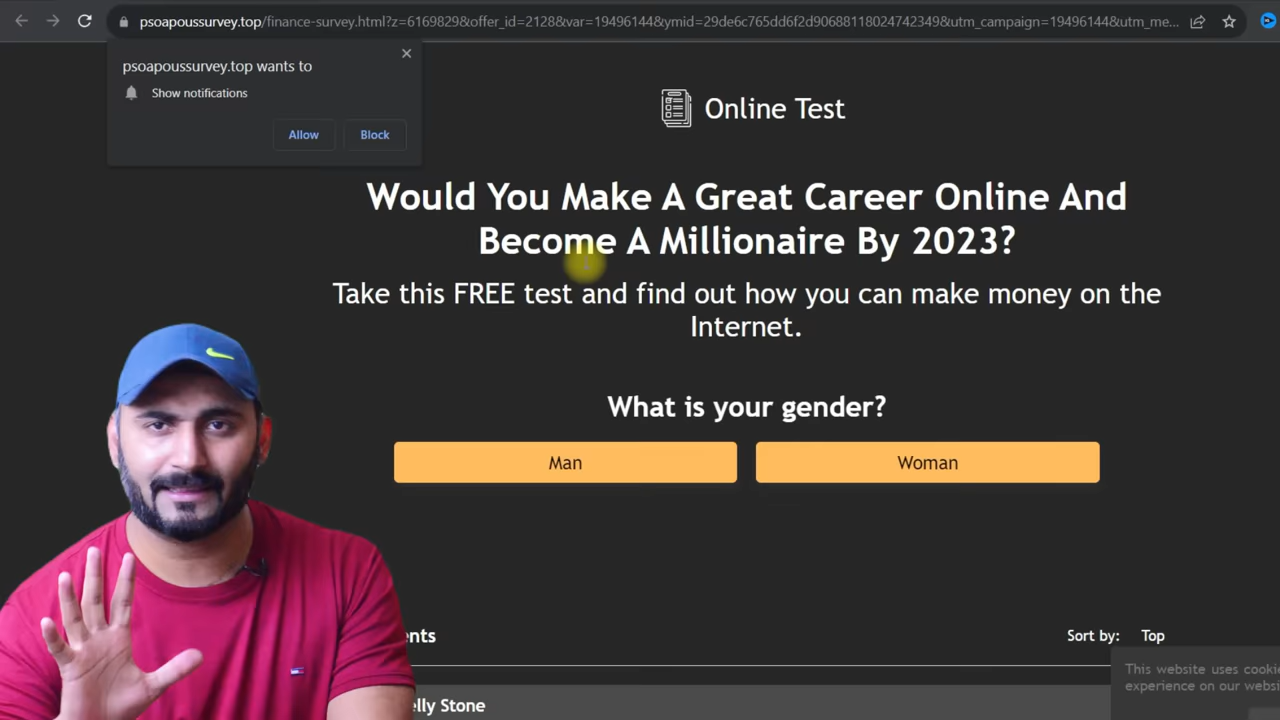 psoapoussurvey.top/finance-survey.html?z=6169829&offer_id=2128&var=19496144&ymid=29de6c765dd6f2d906881180247423498&utm_campaign=19496144&utm_me...
psoapoussurvey.top wants to
Show notifications
Allow
Block
Online Test
Would You Make A Great Career Online And
Become A Millionaire By 2023?
Take this FREE test and find out how you can make money on the
Internet.
What is your gender?
Man
Woman
ents
Sort by: Top
elly Stone
This website uses cookie
experience on our websi